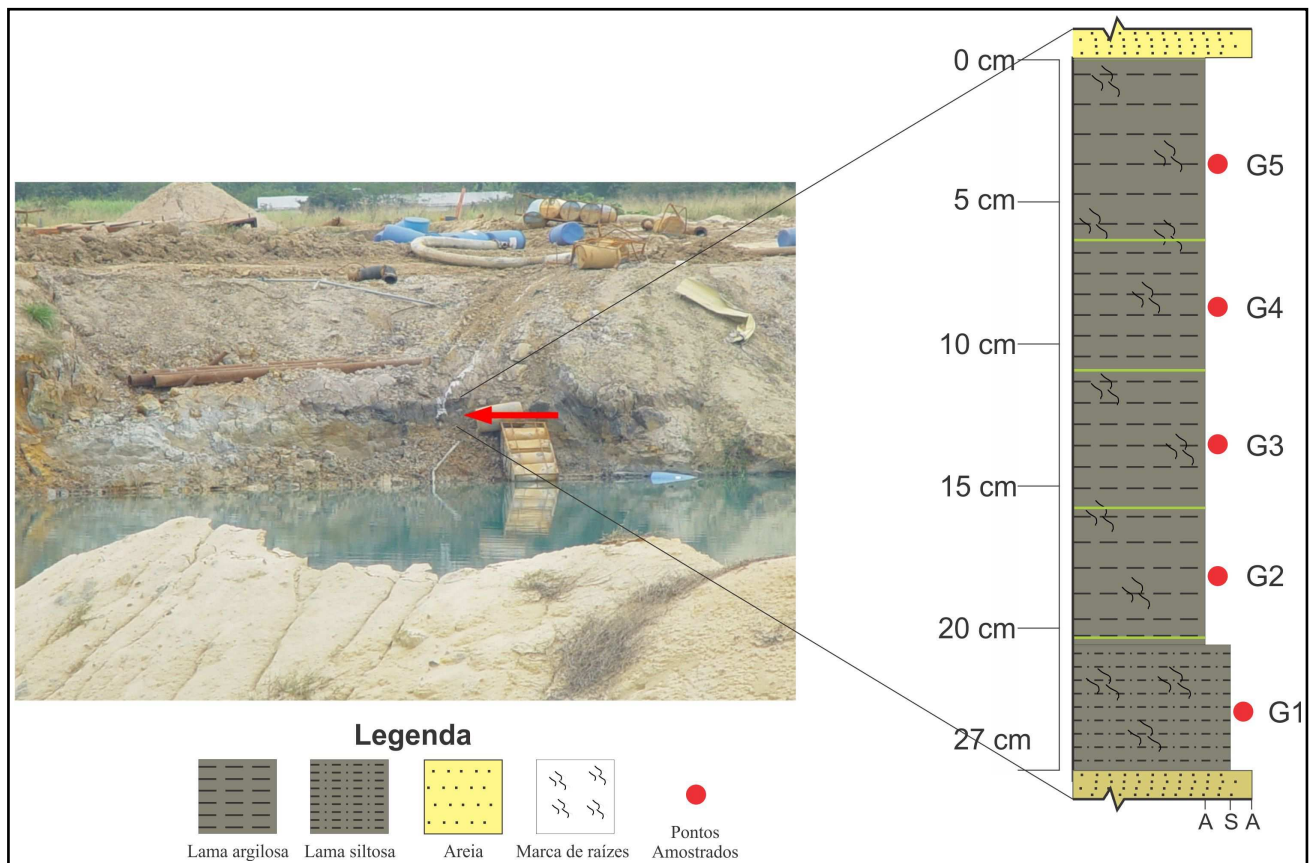 0 cm
G5
5 cm
G4
10 cm
G3
15 cm
G2
20 cm
G1
27 cm
A S A
Legenda
Lama argilosa
Lama siltosa
Areia
Marca de raízes
Pontos
Amostrados